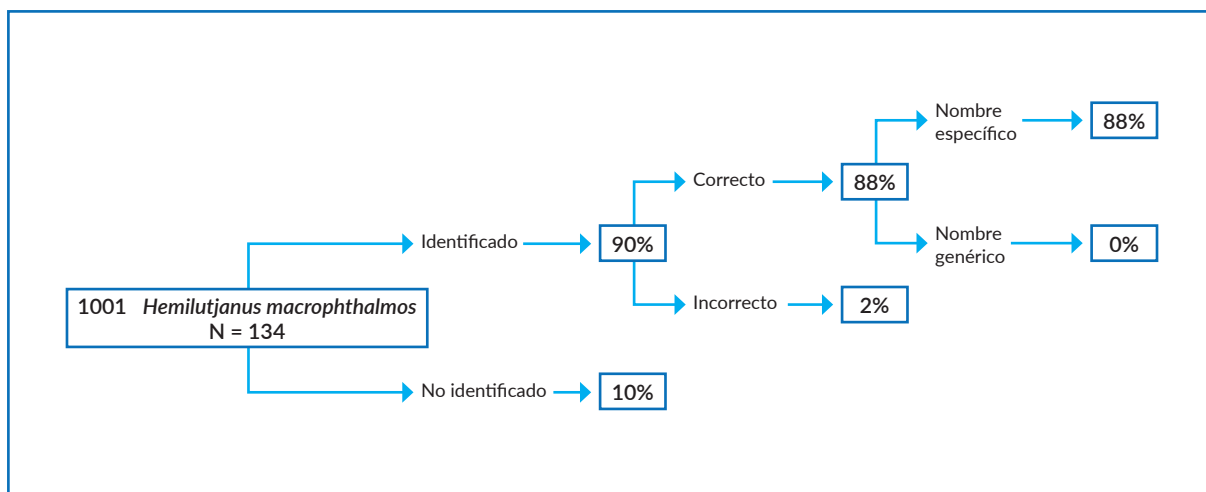 Nombre
específico
88%
Correcto
88%
Identificado
90%
Nombre
genérico
0%
Incorrecto
2%
1001 Hemilutjanus macrophthalmos
N = 134
No identificado
10%